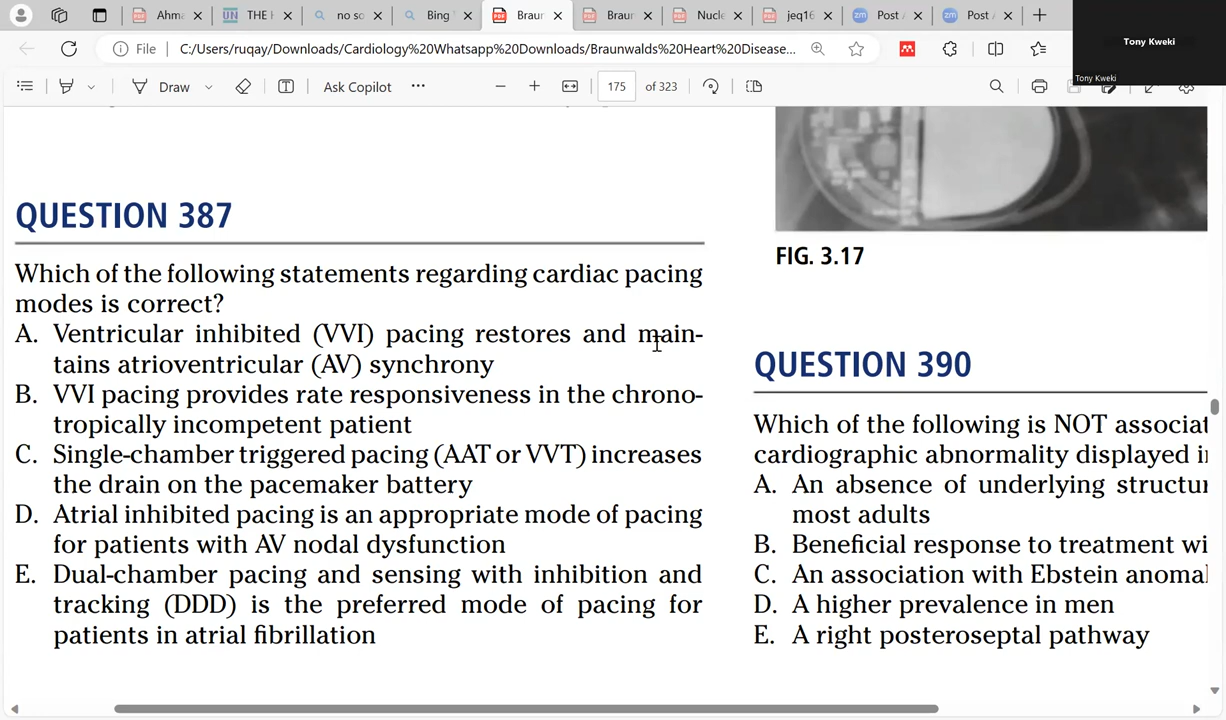 Ahma
THE I
no so
Bing
Braur
Braur
Nucle
jeq16
Post
Post
File
C:/Users/ruqay/Downloads/Cardiology%20Whatsapp%20Downloads/Braunwalds%20Heart%20Disease...
Tony Kweki
Tony Kweki
Draw
Ask Copilot
175
of 323
QUESTION 387
Which of the following statements regarding cardiac pacing
modes is correct?
A. Ventricular inhibited (VVI) pacing restores and main-
tains atrioventricular (AV) synchrony
B. VVI pacing provides rate responsiveness in the chrono-
tropically incompetent patient
C. Single-chamber triggered pacing (AAT or VVT) increases
the drain on the pacemaker battery
D. Atrial inhibited pacing is an appropriate mode of pacing
for patients with AV nodal dysfunction
E. Dual-chamber pacing and sensing with inhibition and
tracking (DDD) is the preferred mode of pacing for
patients in atrial fibrillation
FIG. 3.17
QUESTION 390
Which of the following is NOT associat
cardiographic abnormality displayed i
A. An absence of underlying structur
most adults
B. Beneficial response to treatment wi
C. An association with Ebstein anomal
D. A higher prevalence in men
E. A right posteroseptal pathway